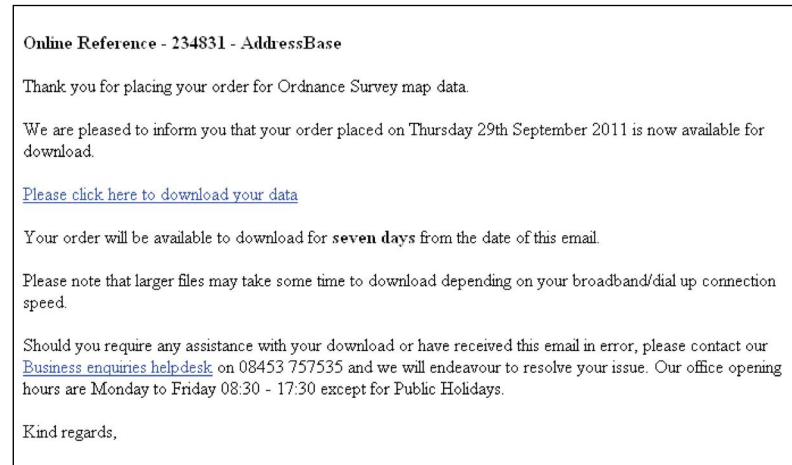 Online Reference - 234831 - AddressBase
Thank you for placing your order for Ordnance Survey map data.
We are pleased to inform you that your order placed on Thursday 29th September 2011 is now available for
download.
Please click here to download your data
Your order will be available to download for seven days from the date of this email.
Please note that larger files may take some time to download depending on your broadband/dial up connection
speed.
Should you require any assistance with your download or have received this email in error, please contact our
Business enquiries helpdesk on 08453 757535 and we will endeavour to resolve your issue. Our office opening
hours are Monday to Friday 08:30 - 17:30 except for Public Holidays.
Kind regards,